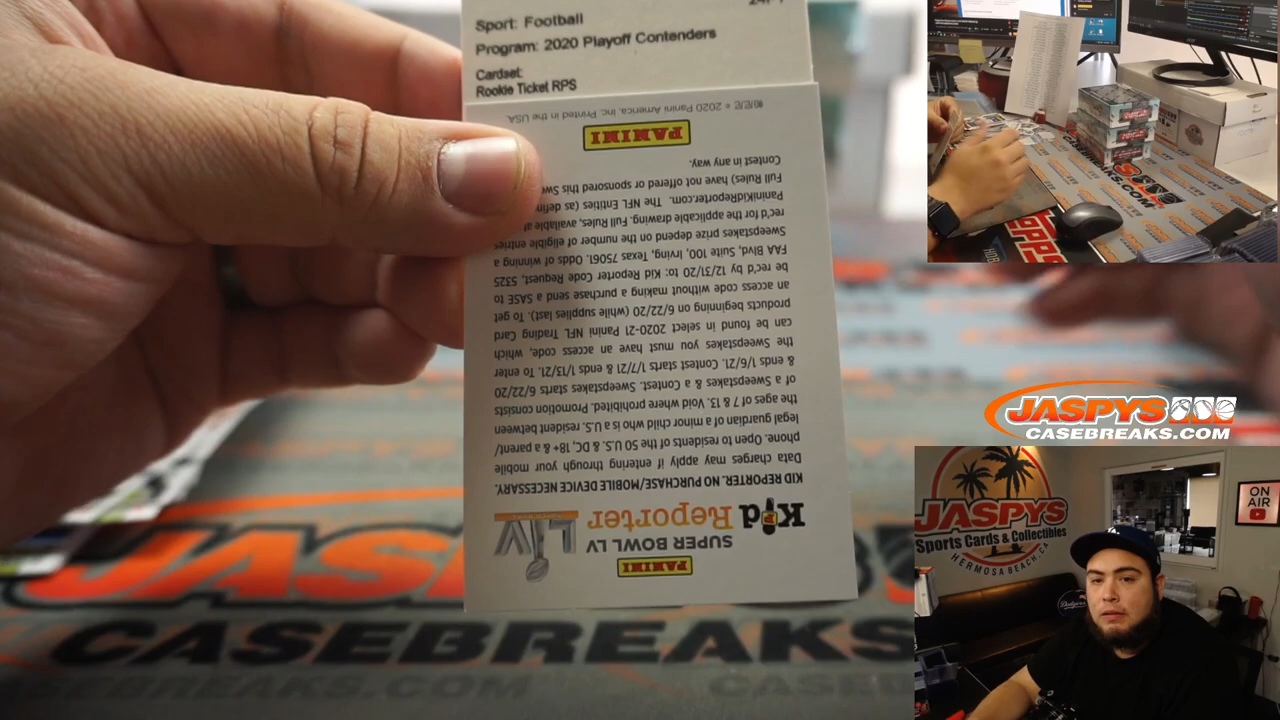 Sport: Football
Program: 2020 Playoff Contenders
Cardset:
Rookie Ticket RPS
PANINI
SUPER BOWL LV
Kid Reporter
LIV
KID REPORTER. NO PURCHASE/MOBILE DEVICE NECESSARY.
Data charges may apply if entering through your mobile
phone. Open to residents of the 50 U.S. & DC, 18+ & a parent/
legal guardian of a minor child who is a U.S. resident between
the ages of 7 & 13. Void where prohibited. Promotion consists
of a Sweepstakes & a Contest. Sweepstakes starts 6/22/20
& ends 1/6/21. Contest starts 1/7/21 & ends 1/13/21. To enter
the Sweepstakes you must have an access code, which
can be found in select 2020-21 Panini NFL Trading Card
products beginning on 6/22/20 (while supplies last). To get
an access code without making a purchase send a SASE to
be rec'd by 12/31/20 to: Kid Reporter Code Request, 5325
FAA Blvd, Suite 100, Irving, Texas 75061. Odds of winning a
Sweepstakes prize depend on the number of eligible entries
rec'd for the applicable drawing. Full Rules, available
PaniniKidReporter.com. The NFL Entities (as
Full Rules) have not offered or sponsored this
Contest in any way.
PANINI
© 2020 Panini America, Inc. Printed in the USA.
JASPYS
CASEBREAKS.COM
CASEBREAKS
CASEBREAKS.COM
topps
ON
AIR
JASPYS
Sports Cards & Collectibles
HERMOSA BEACH, CA
Dodgers